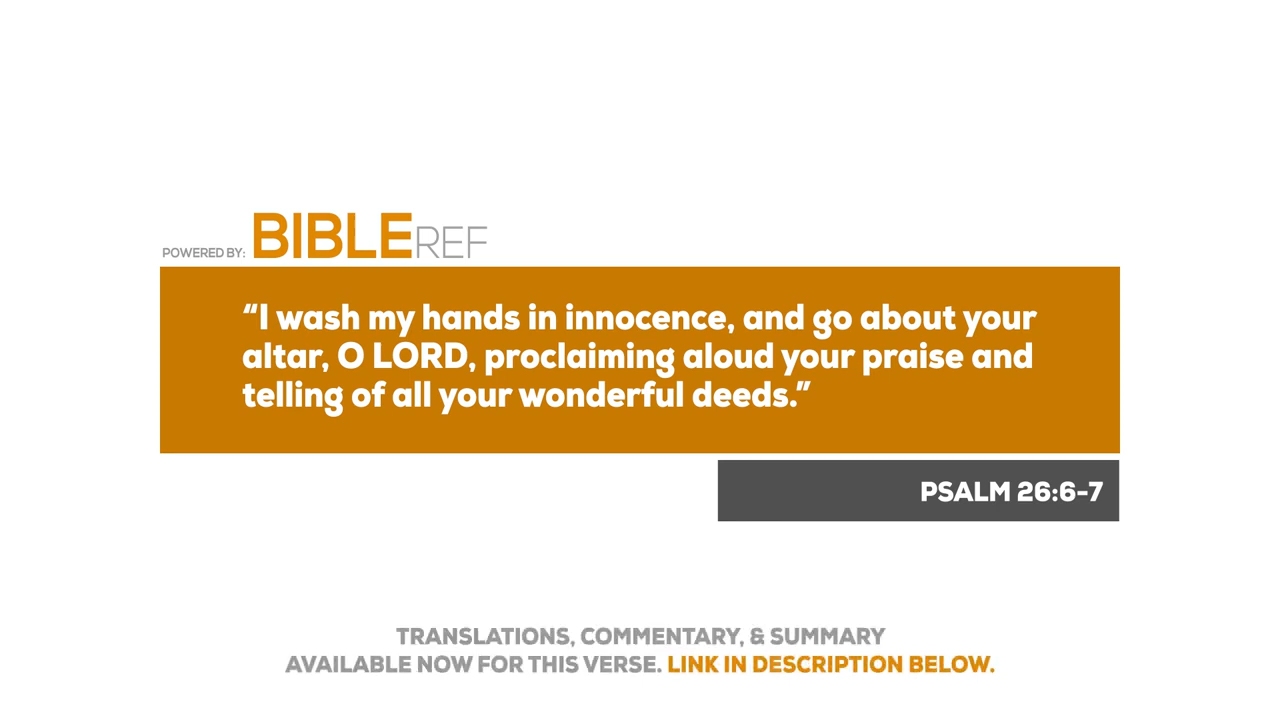 POWERED BY: BIBLEREF
“I wash my hands in innocence, and go about your
altar, O LORD, proclaiming aloud your praise and
telling of all your wonderful deeds.”
PSALM 26:6-7
TRANSLATIONS, COMMENTARY, & SUMMARY
AVAILABLE NOW FOR THIS VERSE. LINK IN DESCRIPTION BELOW.